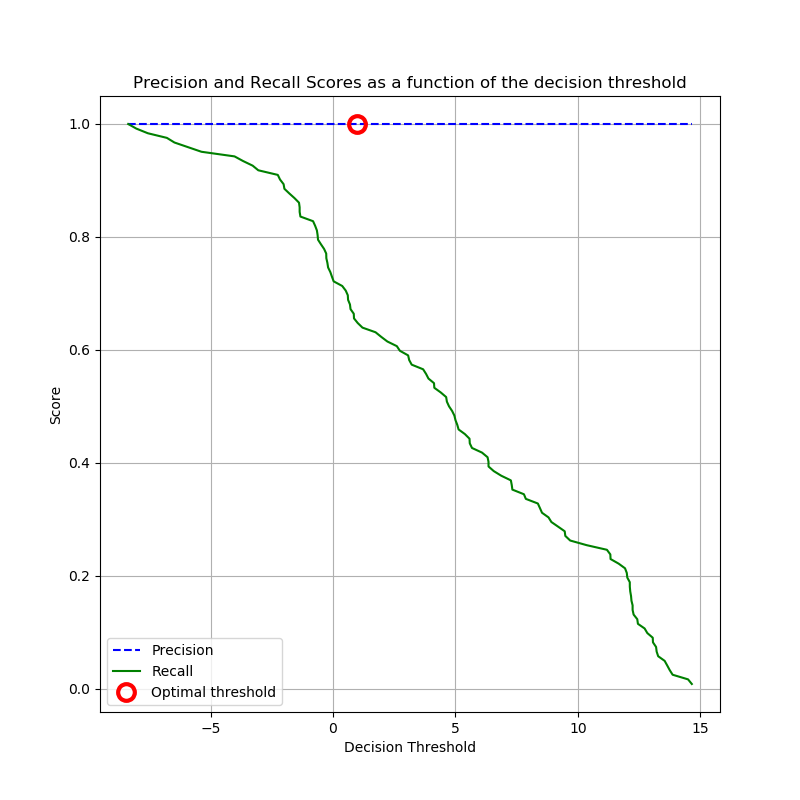 Precision and Recall Scores as a function of the decision threshold
1.0
0.8
0.6
0.4
0.2
0.0
Score
Precision
Recall
Optimal threshold
−5
0
5
10
15
Decision Threshold